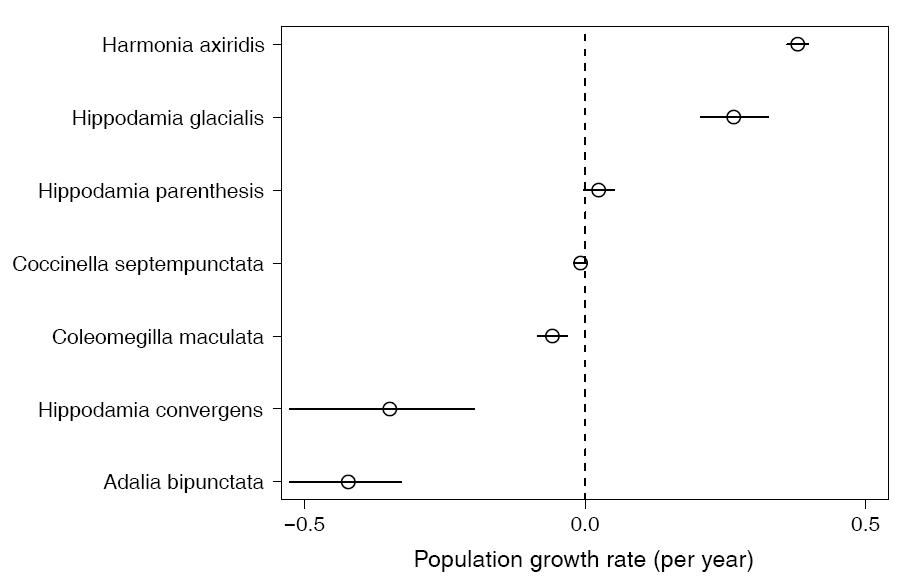 Harmonia axiridis
Hippodamia glacialis
Hippodamia parenthesis
Coccinella septempunctata
Coleomegilla maculata
Hippodamia convergens
Adalia bipunctata
−0.5 0.0 0.5
Population growth rate (per year)